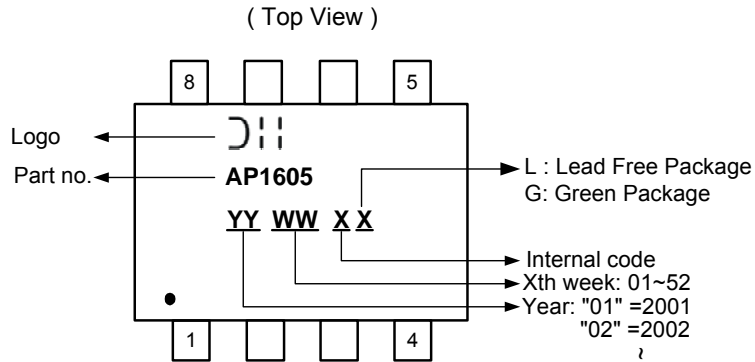 ( Top View )
8
5
Logo
Part no.
AP1605
L : Lead Free Package
G: Green Package
YY WW X X
Internal code
Xth week: 01~52
Year: "01" =2001
"02" =2002
~
1
4